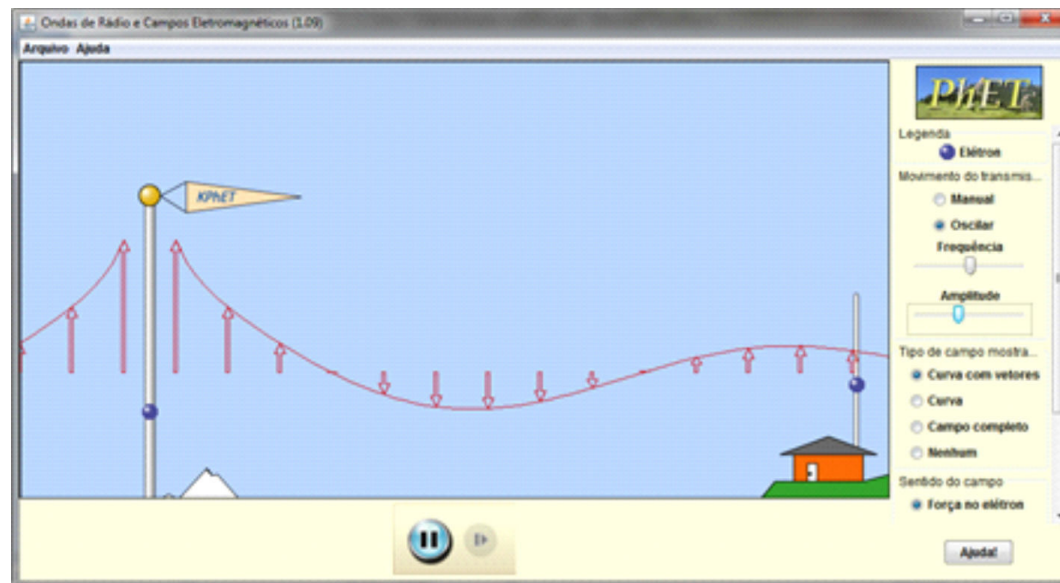 Ondas de Rádio e Campos Eletromagnéticos (1.09)
Arquivo Ajuda
KPhET
PhET
Legenda
Elétron
Movimento do transmis...
Manual
Oscilar
Frequência
Amplitude
Tipo de campo mostra...
Curva com vetores
Curva
Campo completo
Nenhum
Sentido do campo
Força no elétron
Ajuda!